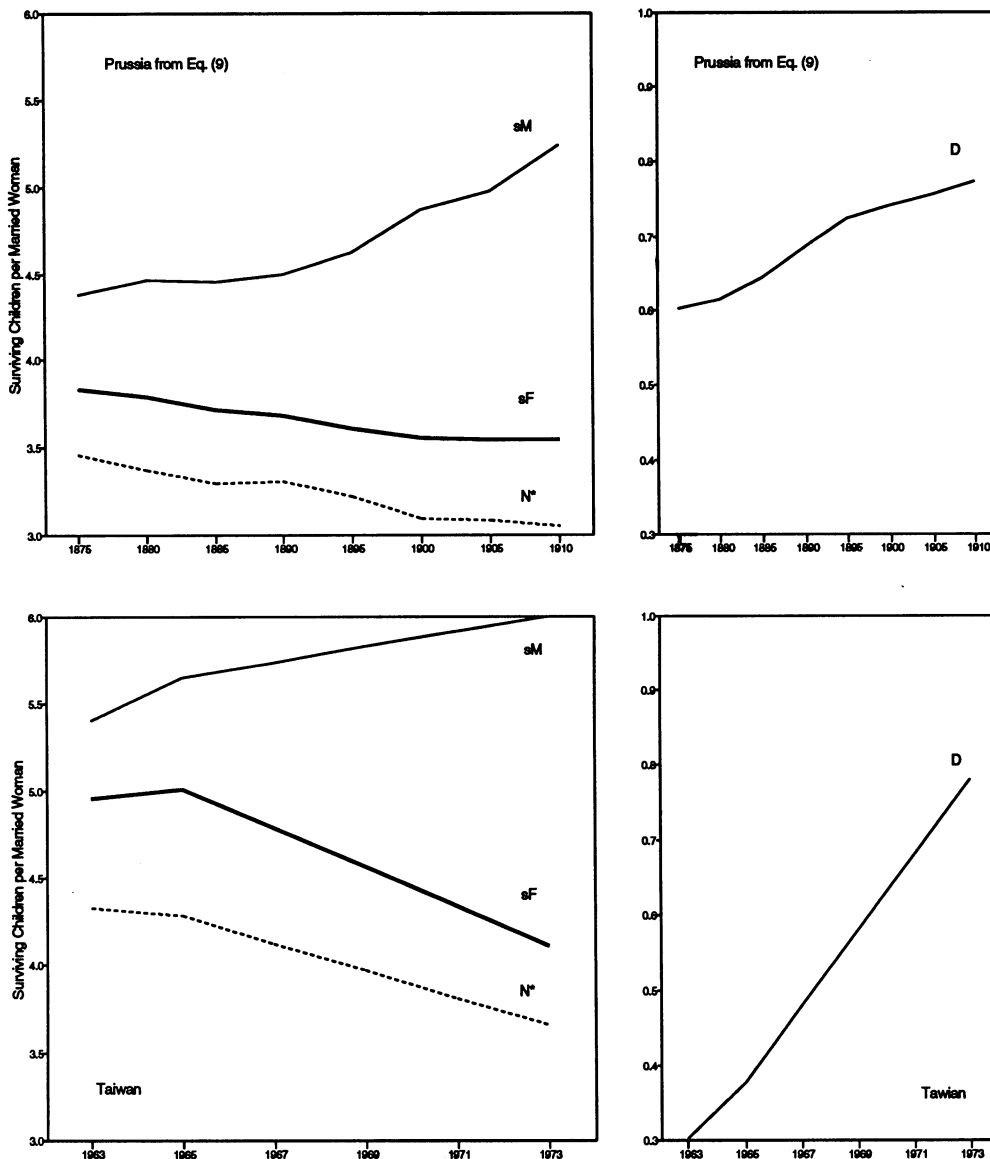 6.0
Prussia from Eq. (9)
5.5
sM
5.0
4.5
4.0
sF
3.5
N*
3.0
Surviving Children per Married Woman
1875 1880 1885 1890 1895 1900 1905 1910
1.0
Prussia from Eq. (9)
0.9
D
0.8
0.7
0.6
0.5
0.4
0.3
1875 1880 1885 1890 1895 1900 1905 1910
6.0
sM
5.5
5.0
4.5
sF
4.0
N*
3.5
Taiwan
3.0
Surviving Children per Married Woman
1963 1965 1967 1969 1971 1973
1.0
0.9
D
0.8
0.7
0.6
0.5
0.4
Tawian
0.3
1963 1965 1967 1969 1971 1973